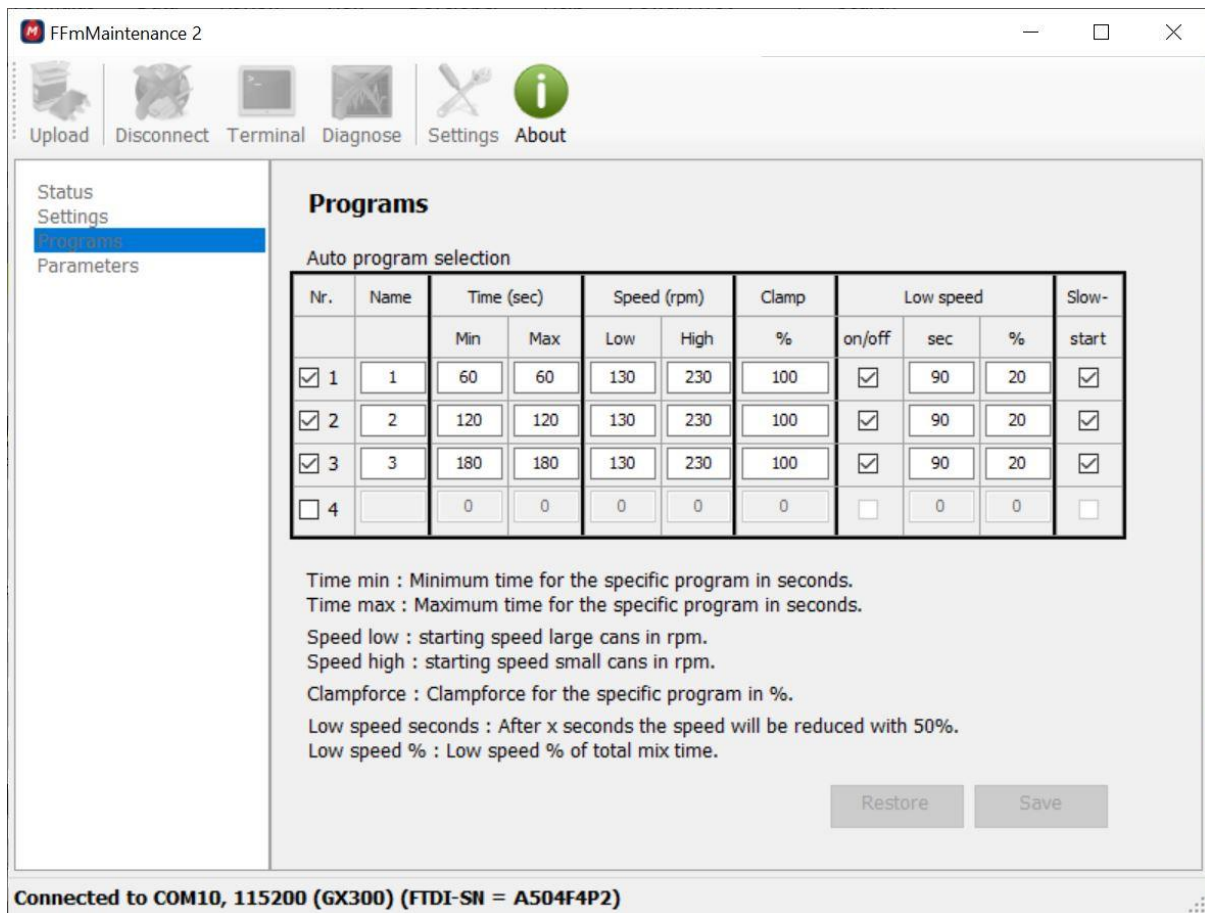 FFmMaintenance 2
Upload Disconnect Terminal Diagnose Settings About
Status
Settings
Programs
Parameters
Programs
Auto program selection
Nr. Name Time (sec) Speed (rpm) Clamp Low speed Slow-
Min Max Low High % on/off sec % start
1 1 60 60 130 230 100 90 20
2 2 120 120 130 230 100 90 20
3 3 180 180 130 230 100 90 20
4 0 0 0 0 0 0 0
Time min : Minimum time for the specific program in seconds.
Time max : Maximum time for the specific program in seconds.
Speed low : starting speed large cans in rpm.
Speed high : starting speed small cans in rpm.
Clampforce : Clampforce for the specific program in %.
Low speed seconds : After x seconds the speed will be reduced with 50%.
Low speed % : Low speed % of total mix time.
Restore Save
Connected to COM10, 115200 (GX300) (FTDI-SN = A504F4P2)